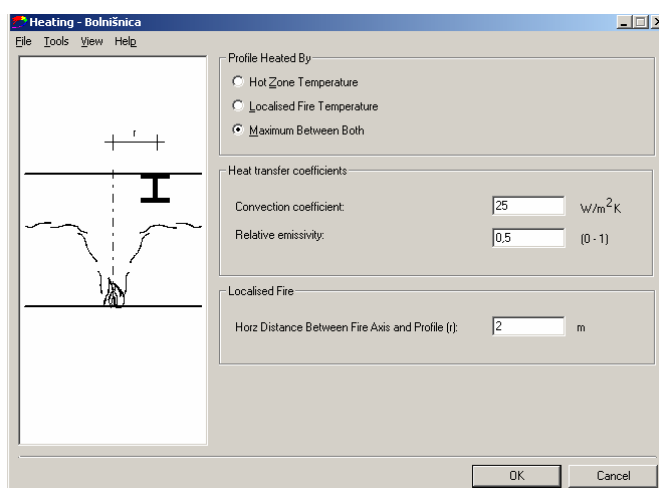 Heating - Bolnišnica
File Tools View Help
r
Profile Heated By
Hot Zone Temperature
Localised Fire Temperature
Maximum Between Both
Heat transfer coefficients
Convection coefficient: 25 W/m²K
Relative emissivity: 0,5 (0 - 1)
Localised Fire
Horz Distance Between Fire Axis and Profile (r): 2 m
OK Cancel